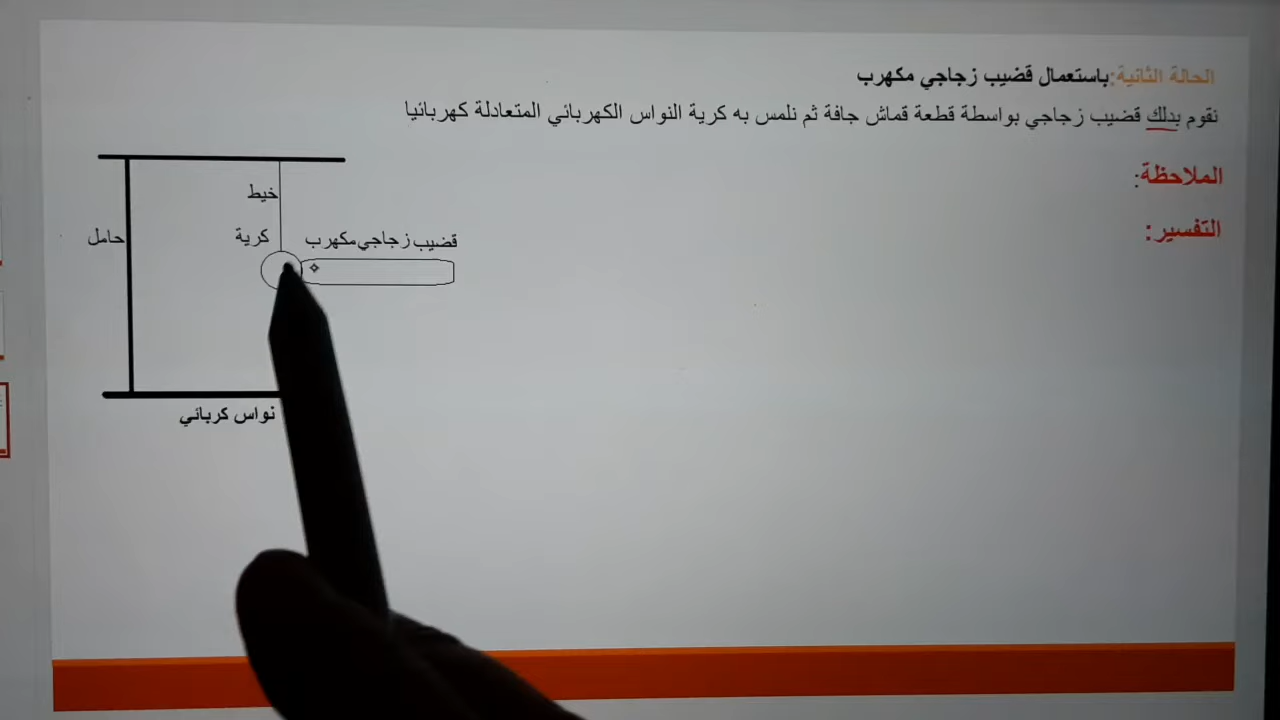 الحالة الثانية:باستعمال قضيب زجاجي مكهرب
نقوم بدلك قضيب زجاجي بواسطة قطعة قماش جافة ثم نلمس به كرية النواس الكهربائي المتعادلة كهربائيا
الملاحظة:
التفسير:
خيط
حامل
كرية
قضيب زجاجي مكهرب
نواس كربائي